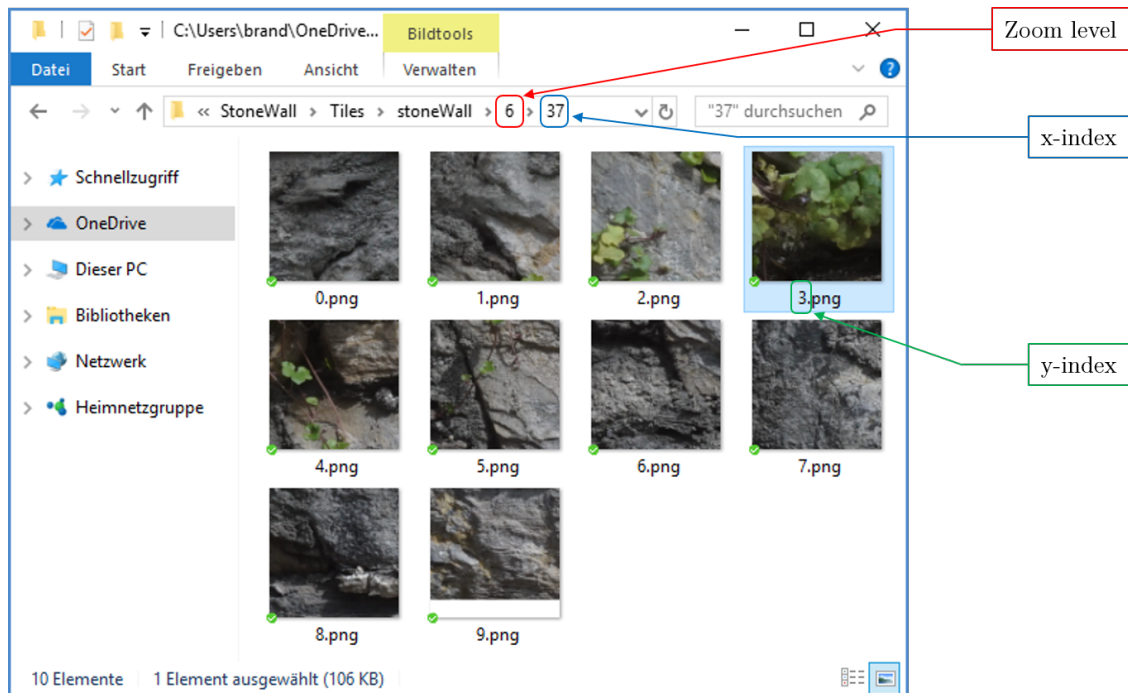 C:\Users\brand\OneDrive... Bildtools
Zoom level
Datei Start Freigeben Ansicht Verwalten
« StoneWall > Tiles > stoneWall > 6 > 37 "37" durchsuchen
x-index
Schnellzugriff
OneDrive
Dieser PC
Bibliotheken
Netzwerk
Heimnetzgruppe
0.png 1.png 2.png 3.png
y-index
4.png 5.png 6.png 7.png
8.png 9.png
10 Elemente 1 Element ausgewählt (106 KB)